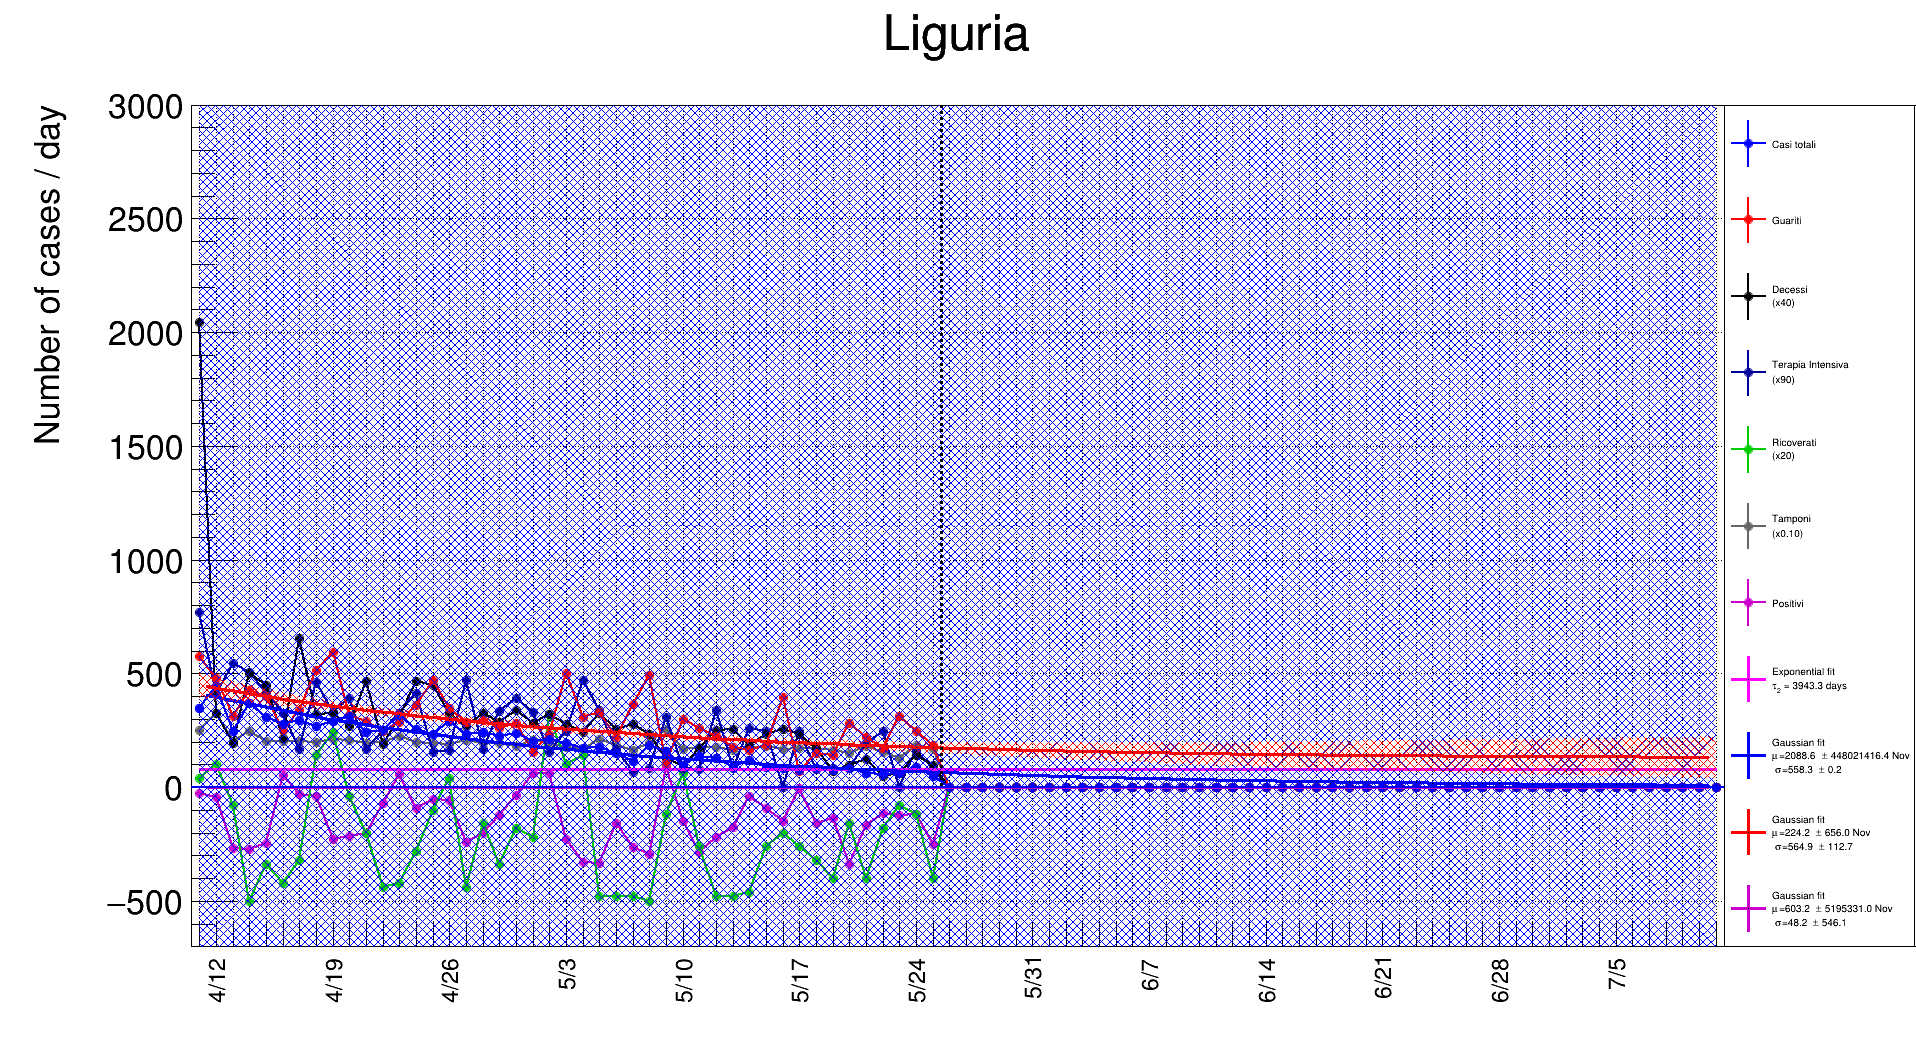 Liguria
Number of cases / day
3000
2500
2000
1500
1000
500
0
−500
4/12
4/19
4/26
5/3
5/10
5/17
5/24
5/31
6/7
6/14
6/21
6/28
7/5
Casi totali
Guariti
Decessi
(x40)
Terapia Intensiva
(x90)
Ricoverati
(x20)
Tamponi
(x0.10)
Positivi
Exponential fit
τ2 = 3943.3 days
Gaussian fit
μ=2088.6 ± 448021416.4 Nov
σ=558.3 ± 0.2
Gaussian fit
μ=224.2 ± 656.0 Nov
σ=564.9 ± 112.7
Gaussian fit
μ=603.2 ± 5195331.0 Nov
σ=48.2 ± 546.1